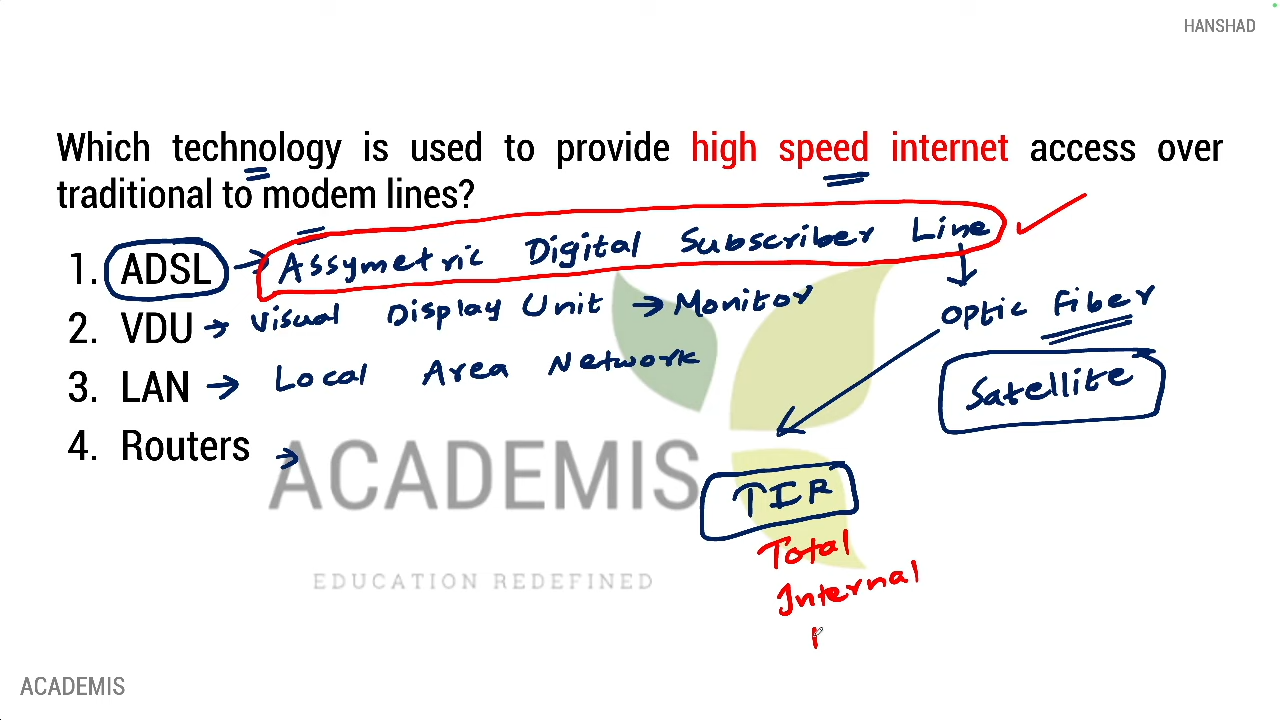 HANSHAD
Which technology is used to provide high speed internet access over
traditional to modem lines?
1. ADSL → Assymetric Digital Subscriber Line
2. VDU → Visual Display Unit → Monitor
Optic Fiber
3. LAN → Local Area Network
Satellite
4. Routers →
ACADEMIS
EDUCATION REDEFINED
TIR
Total
Internal
ACADEMIS